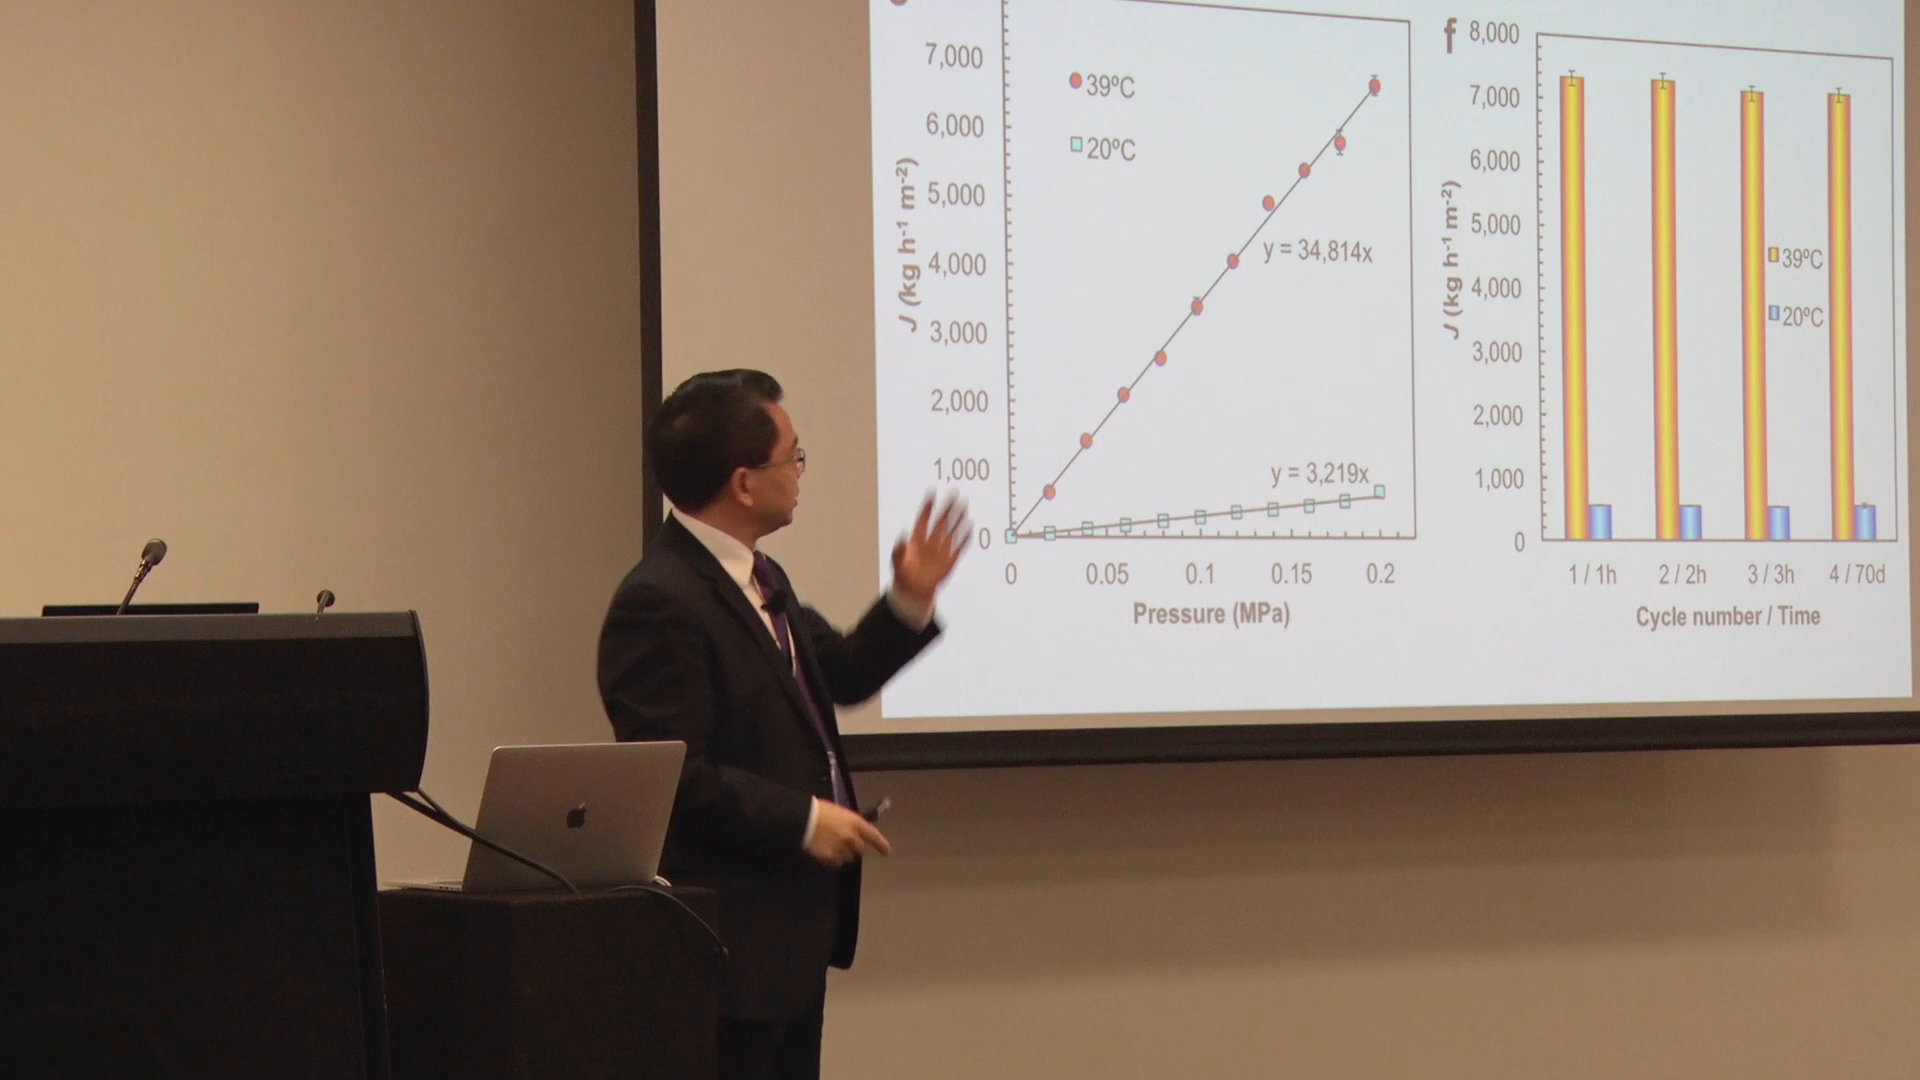 7,000
6,000
5,000
4,000
3,000
2,000
1,000
0
J (kg h⁻¹ m⁻²)
39ºC
20ºC
y = 34,814x
y = 3,219x
0 0.05 0.1 0.15 0.2
Pressure (MPa)
f
8,000
7,000
6,000
5,000
4,000
3,000
2,000
1,000
0
J (kg h⁻¹ m⁻²)
39ºC
20ºC
1 / 1h 2 / 2h 3 / 3h 4 / 70d
Cycle number / Time